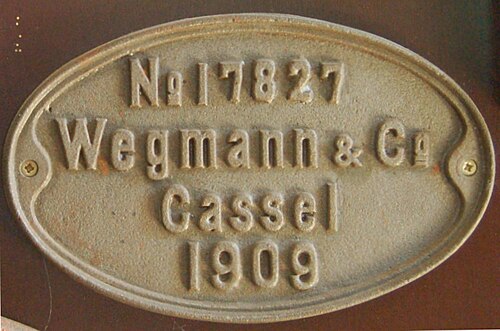 Nº 17827
Wegmann & Cº
Cassel
1909